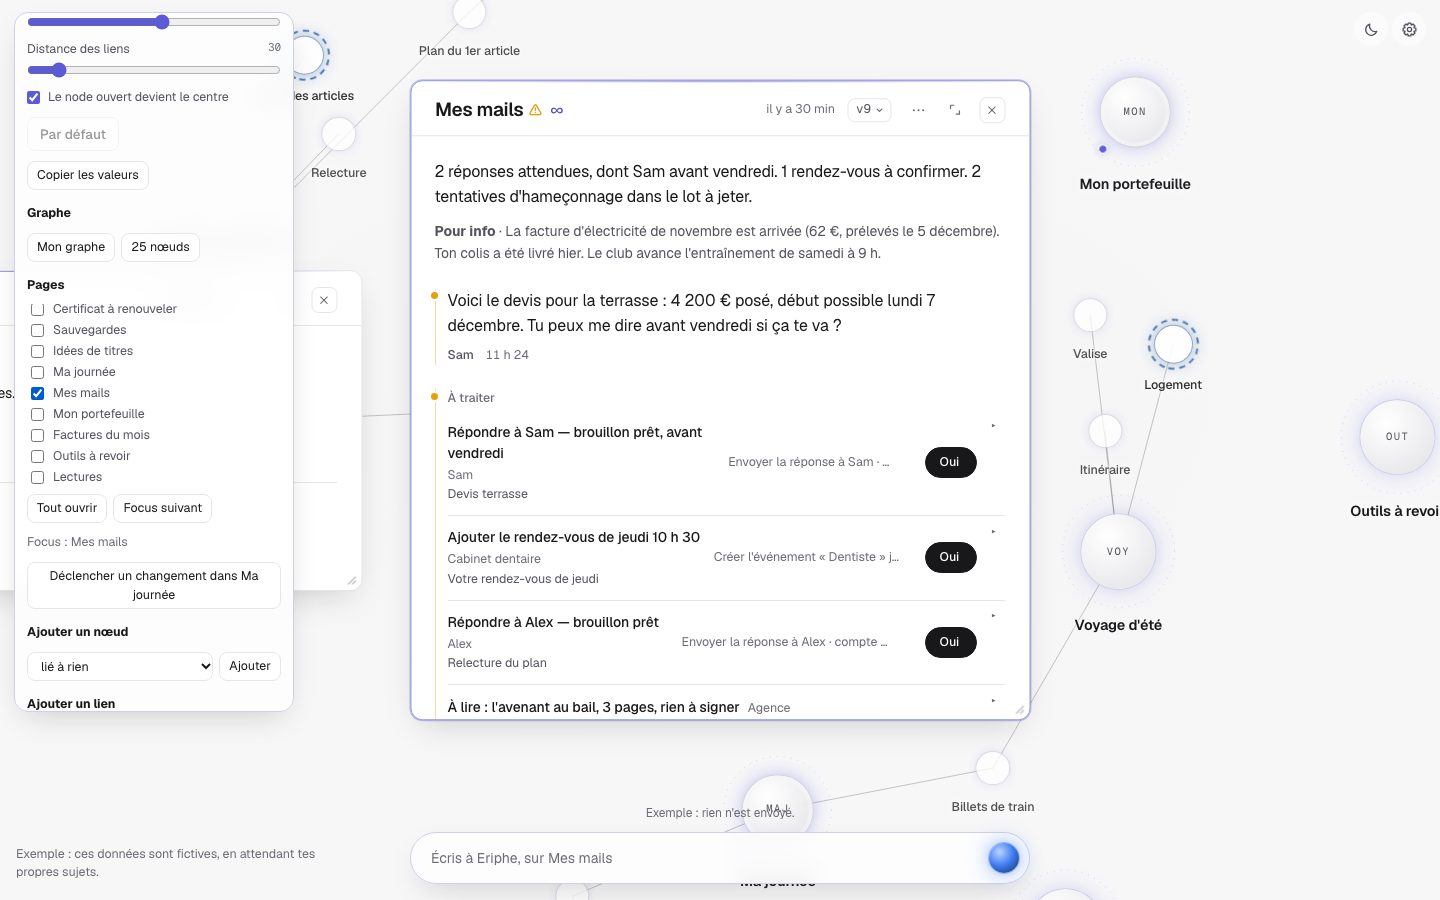 Distance des liens
30
Le node ouvert devient le centre
Par défaut
Copier les valeurs
Graphe
Mon graphe
25 nœuds
Pages
Certificat à renouveler
Sauvegardes
Idées de titres
Ma journée
Mes mails
Mon portefeuille
Factures du mois
Outils à revoir
Lectures
Tout ouvrir
Focus suivant
Focus : Mes mails
Déclencher un changement dans Ma
journée
Ajouter un nœud
lié à rien
Ajouter
Ajouter un lien
Exemple : ces données sont fictives, en attendant tes
propres sujets.
Plan du 1er article
des articles
Relecture
es.
Mes mails
il y a 30 min
v9
2 réponses attendues, dont Sam avant vendredi. 1 rendez-vous à confirmer. 2
tentatives d'hameçonnage dans le lot à jeter.
Pour info · La facture d'électricité de novembre est arrivée (62 €, prélevés le 5 décembre).
Ton colis a été livré hier. Le club avance l'entraînement de samedi à 9 h.
Voici le devis pour la terrasse : 4 200 € posé, début possible lundi 7
décembre. Tu peux me dire avant vendredi si ça te va ?
Sam 11 h 24
À traiter
Répondre à Sam — brouillon prêt, avant
vendredi
Sam
Devis terrasse
Envoyer la réponse à Sam · ...
Oui
Ajouter le rendez-vous de jeudi 10 h 30
Cabinet dentaire
Votre rendez-vous de jeudi
Créer l'événement « Dentiste » j...
Oui
Répondre à Alex — brouillon prêt
Alex
Relecture du plan
Envoyer la réponse à Alex · compte ...
Oui
À lire : l'avenant au bail, 3 pages, rien à signer Agence
MAJ
Exemple : rien n'est envoyé.
Écris à Eriphe, sur Mes mails
Ma journée
MON
Mon portefeuille
Valise
Logement
Itinéraire
OUT
Outils à revoi
VOY
Voyage d'été
Billets de train